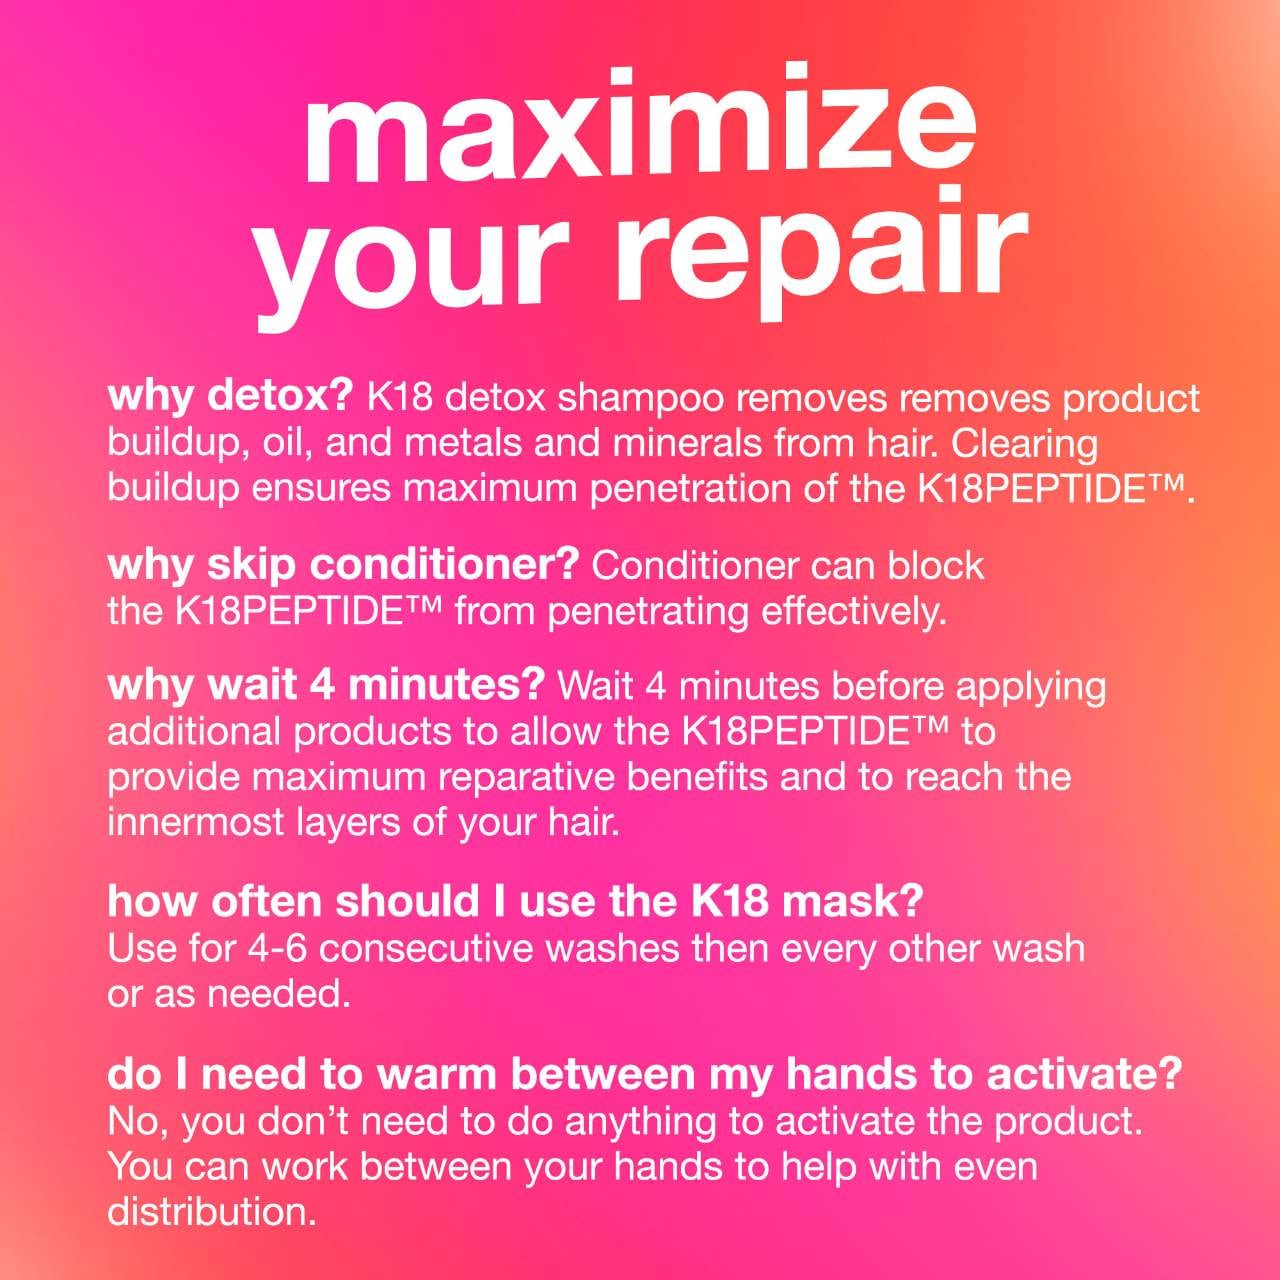 maximize
your repair
why detox? K18 detox shampoo removes removes product
buildup, oil, and metals and minerals from hair. Clearing
buildup ensures maximum penetration of the K18PEPTIDE™.
why skip conditioner? Conditioner can block
the K18PEPTIDE™ from penetrating effectively.
why wait 4 minutes? Wait 4 minutes before applying
additional products to allow the K18PEPTIDE™ to
provide maximum reparative benefits and to reach the
innermost layers of your hair.
how often should I use the K18 mask?
Use for 4-6 consecutive washes then every other wash
or as needed.
do I need to warm between my hands to activate?
No, you don’t need to do anything to activate the product.
You can work between your hands to help with even
distribution.